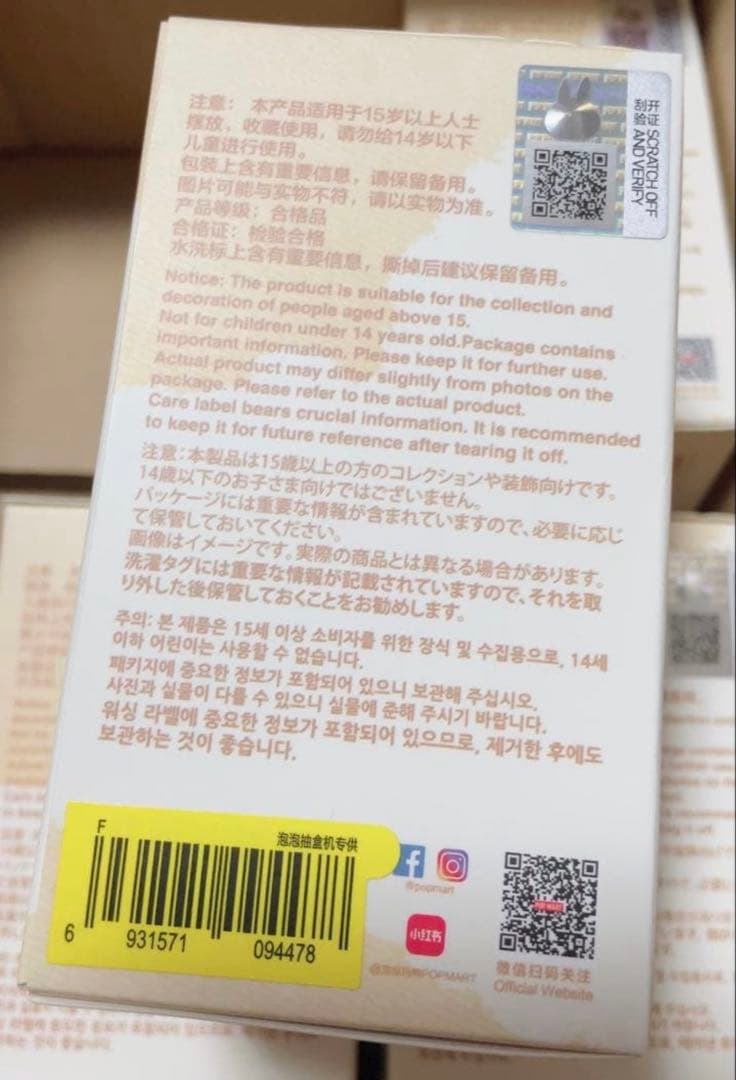 注意： 本产品适用于15岁以上人士
摆放、收藏使用，请勿给14岁以下
儿童进行使用。
包装上含有重要信息，请保留备用。
图片可能与实物不符，请以实物为准。
产品等级：合格品
合格证：检验合格
水洗标上含有重要信息，撕掉后建议保留备用。
开证 SCRATCH OFF
刮验 AND VERIFY
Notice: The product is suitable for the collection and
decoration of people aged above 15.
Not for children under 14 years old.Package contains
important information. Please keep it for further use.
Actual product may differ slightly from photos on the
package. Please refer to the actual product.
Care label bears crucial information. It is recommended
to keep it for future reference after tearing it off.
注意：本製品は15歳以上の方のコレクションや装飾向けです。
14歳以下のお子さま向けではございません。
パッケージには重要な情報が含まれていますので、必要に応じ
て保管しておいてください。
画像はイメージです。実際の商品とは異なる場合があります。
洗濯タグには重要な情報が記載されていますので、それを取
り外した後保管しておくことをお勧めします。
주의: 본 제품은 15세 이상 소비자를 위한 장식 및 수집용으로, 14세
이하 어린이는 사용할 수 없습니다.
패키지에 중요한 정보가 포함되어 있으니 보관해 주십시오.
사진과 실물이 다를 수 있으니 실물에 준해 주시기 바랍니다.
워싱 라벨에 중요한 정보가 포함되어 있으므로, 제거한 후에도
보관하는 것이 좋습니다.
F
泡泡抽盒机专供
6 931571 094478
@popmart
小红书
@泡泡玛特POPMART
POP MART
微信扫码关注
Official Website